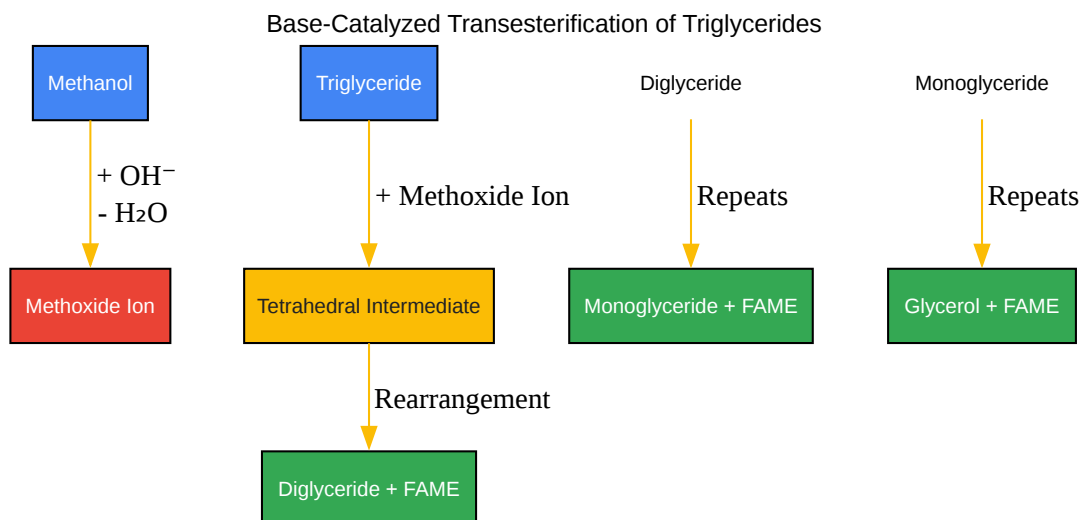 Base-Catalyzed Transesterification of Triglycerides
Methanol
Triglyceride
Diglyceride
Monoglyceride
+ OH⁻
- H₂O
+ Methoxide Ion
Repeats
Repeats
Methoxide Ion
Tetrahedral Intermediate
Monoglyceride + FAME
Glycerol + FAME
Rearrangement
Diglyceride + FAME